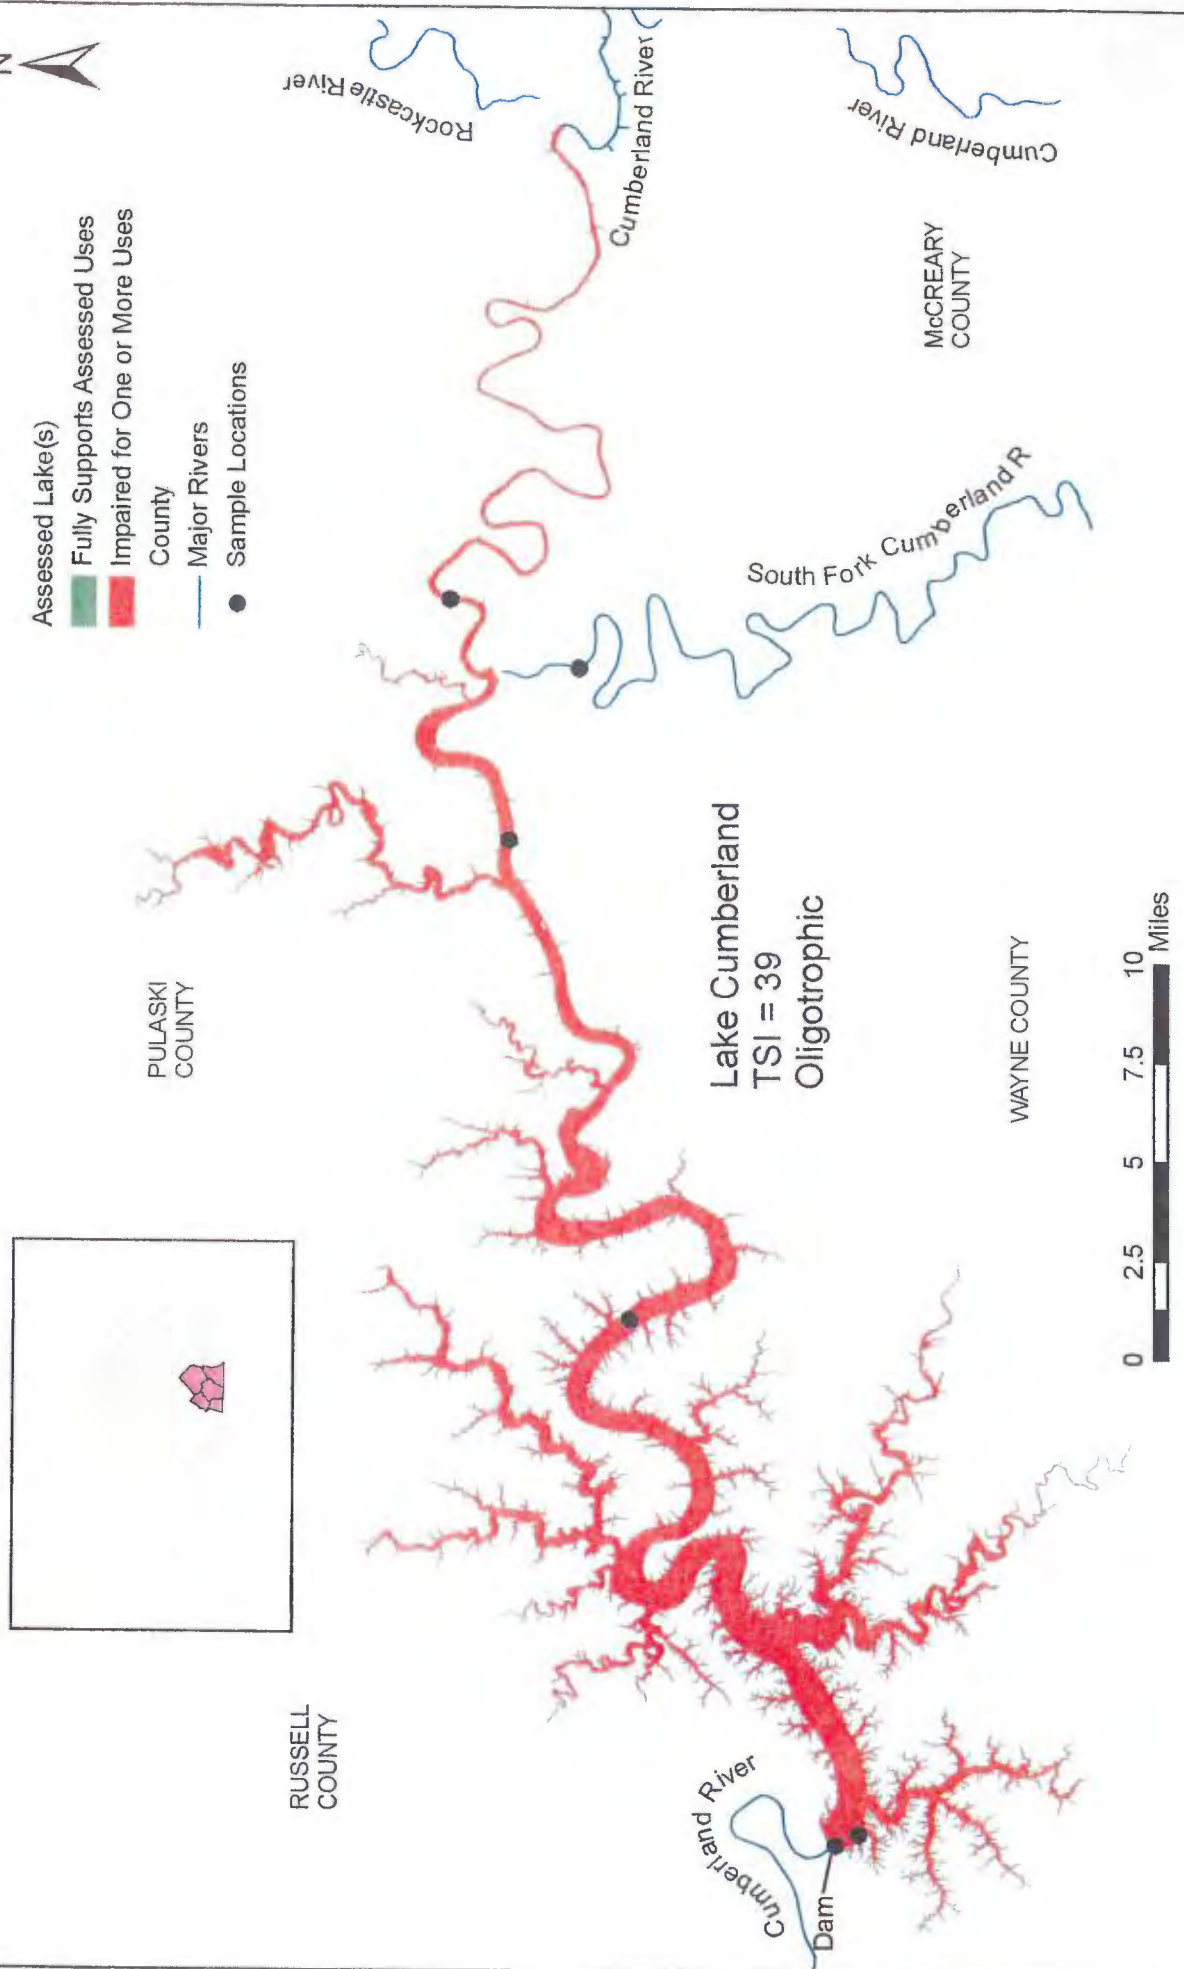 N
Assessed Lake(s)
Fully Supports Assessed Uses
Impaired for One or More Uses
County
Major Rivers
Sample Locations
Rockcastle River
Cumberland River
Cumberland River
McCREARY
COUNTY
South Fork Cumberland R
PULASKI
COUNTY
Lake Cumberland
TSI = 39
Oligotrophic
WAYNE COUNTY
0 2.5 5 7.5 10
Miles
RUSSELL
COUNTY
Cumberland River
Dam